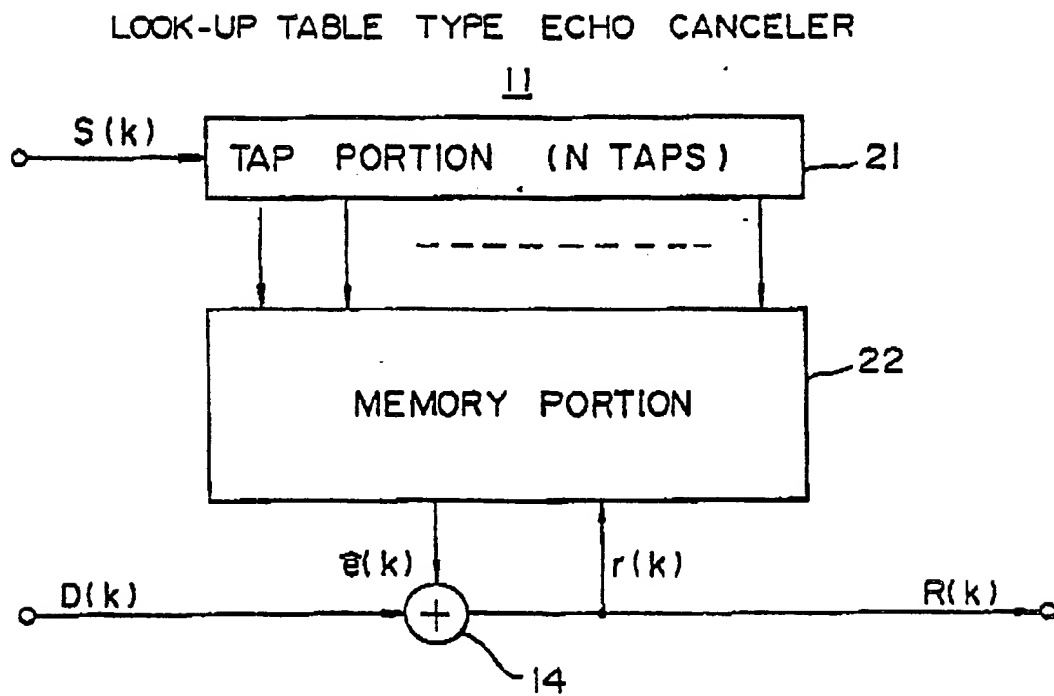 LOOK-UP TABLE TYPE ECHO CANCELER
11
S(k)
TAP PORTION (N TAPS)
21
22
MEMORY PORTION
ê(k)
r(k)
D(k)
R(k)
+
14